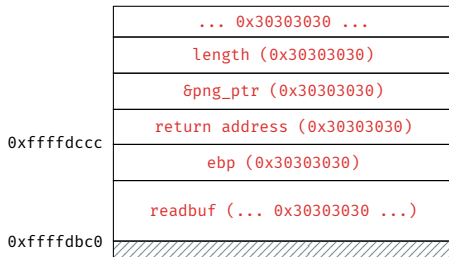 ... 0x30303030 ...
length (0x30303030)
&png_ptr (0x30303030)
return address (0x30303030)
0xffffdccc
ebp (0x30303030)
readbuf (... 0x30303030 ...)
0xffffdbc0